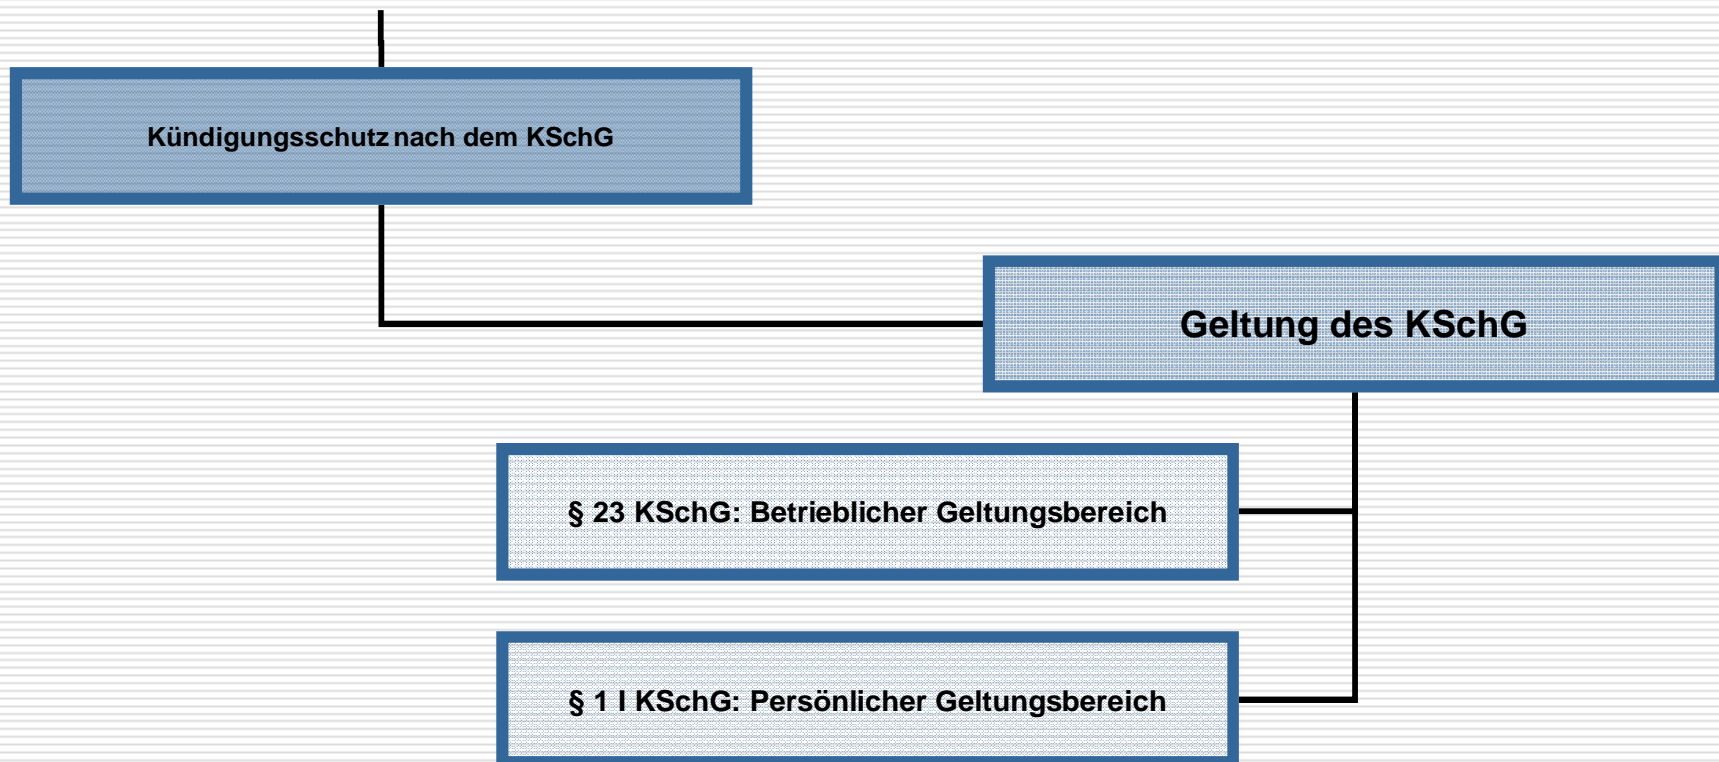 Kündigungsschutz nach dem KSchG
Geltung des KSchG
§ 23 KSchG: Betrieblicher Geltungsbereich
§ 1 I KSchG: Persönlicher Geltungsbereich